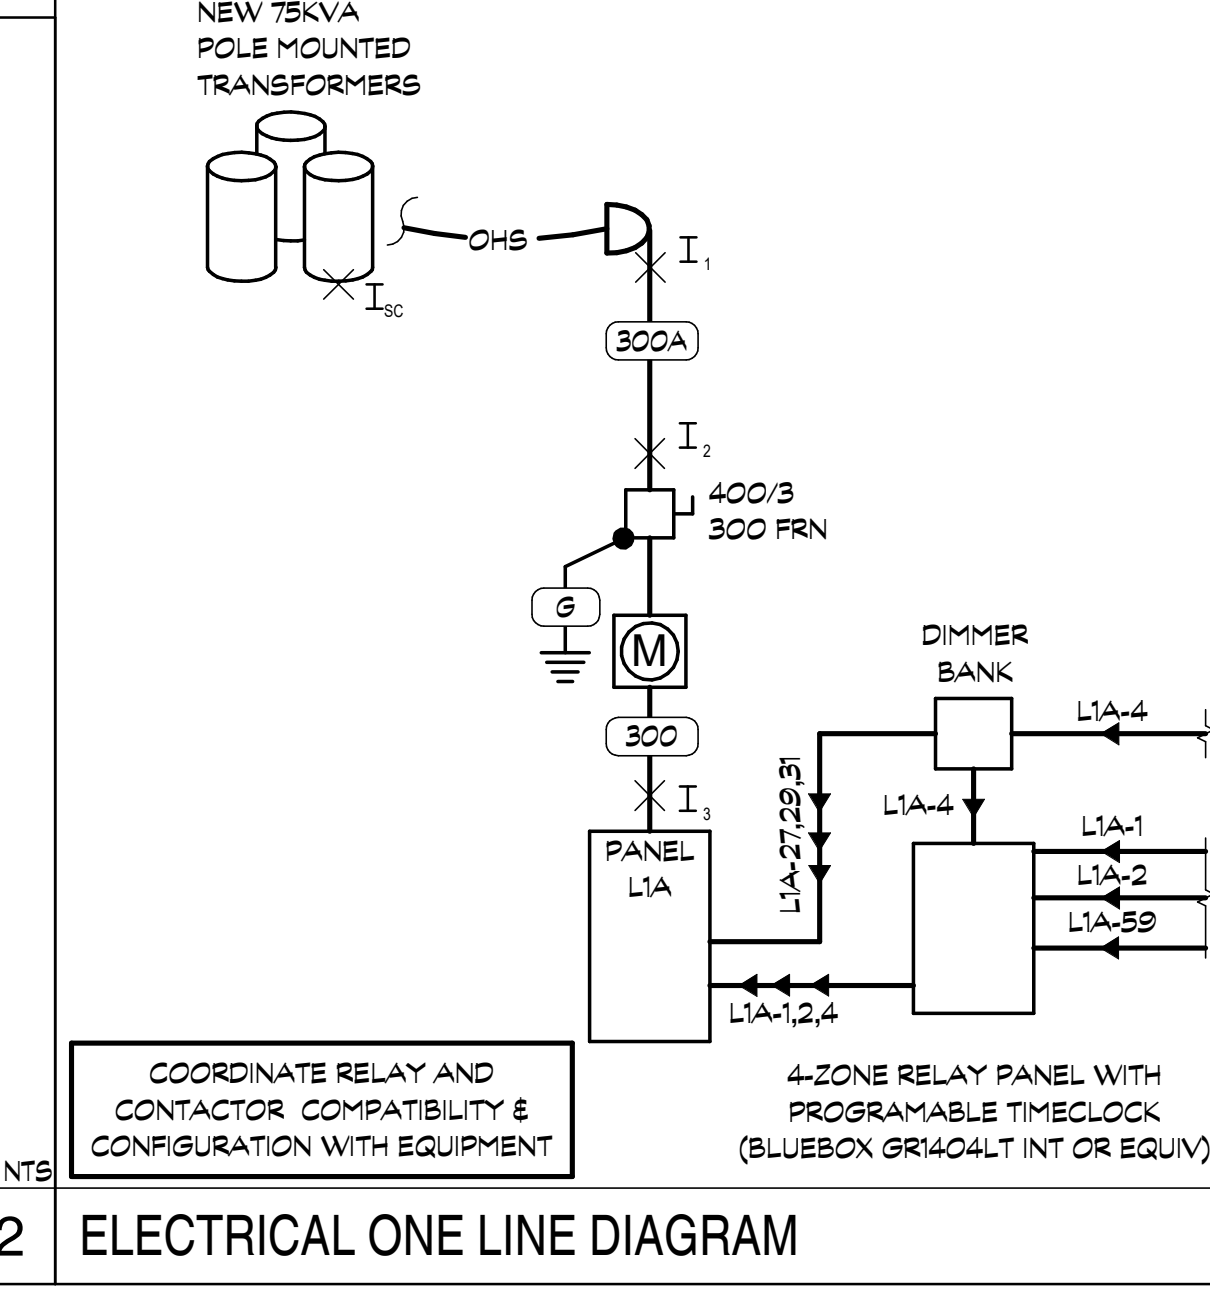 NEW 75KVA
POLE MOUNTED
TRANSFORMERS
OHS
I1
ISC
300A
I2
400/3
300 FRN
G
M
DIMMER
BANK
300
L1A-4
L1A-27,29,31
L1A-4
I3
L1A-1
PANEL
L1A
L1A-2
L1A-59
L1A-1,2,4
COORDINATE RELAY AND
CONTACTOR COMPATIBILITY &
CONFIGURATION WITH EQUIPMENT
4-ZONE RELAY PANEL WITH
PROGRAMABLE TIMECLOCK
(BLUEBOX GR1404LT INT OR EQUIV)
NTS
2
ELECTRICAL ONE LINE DIAGRAM